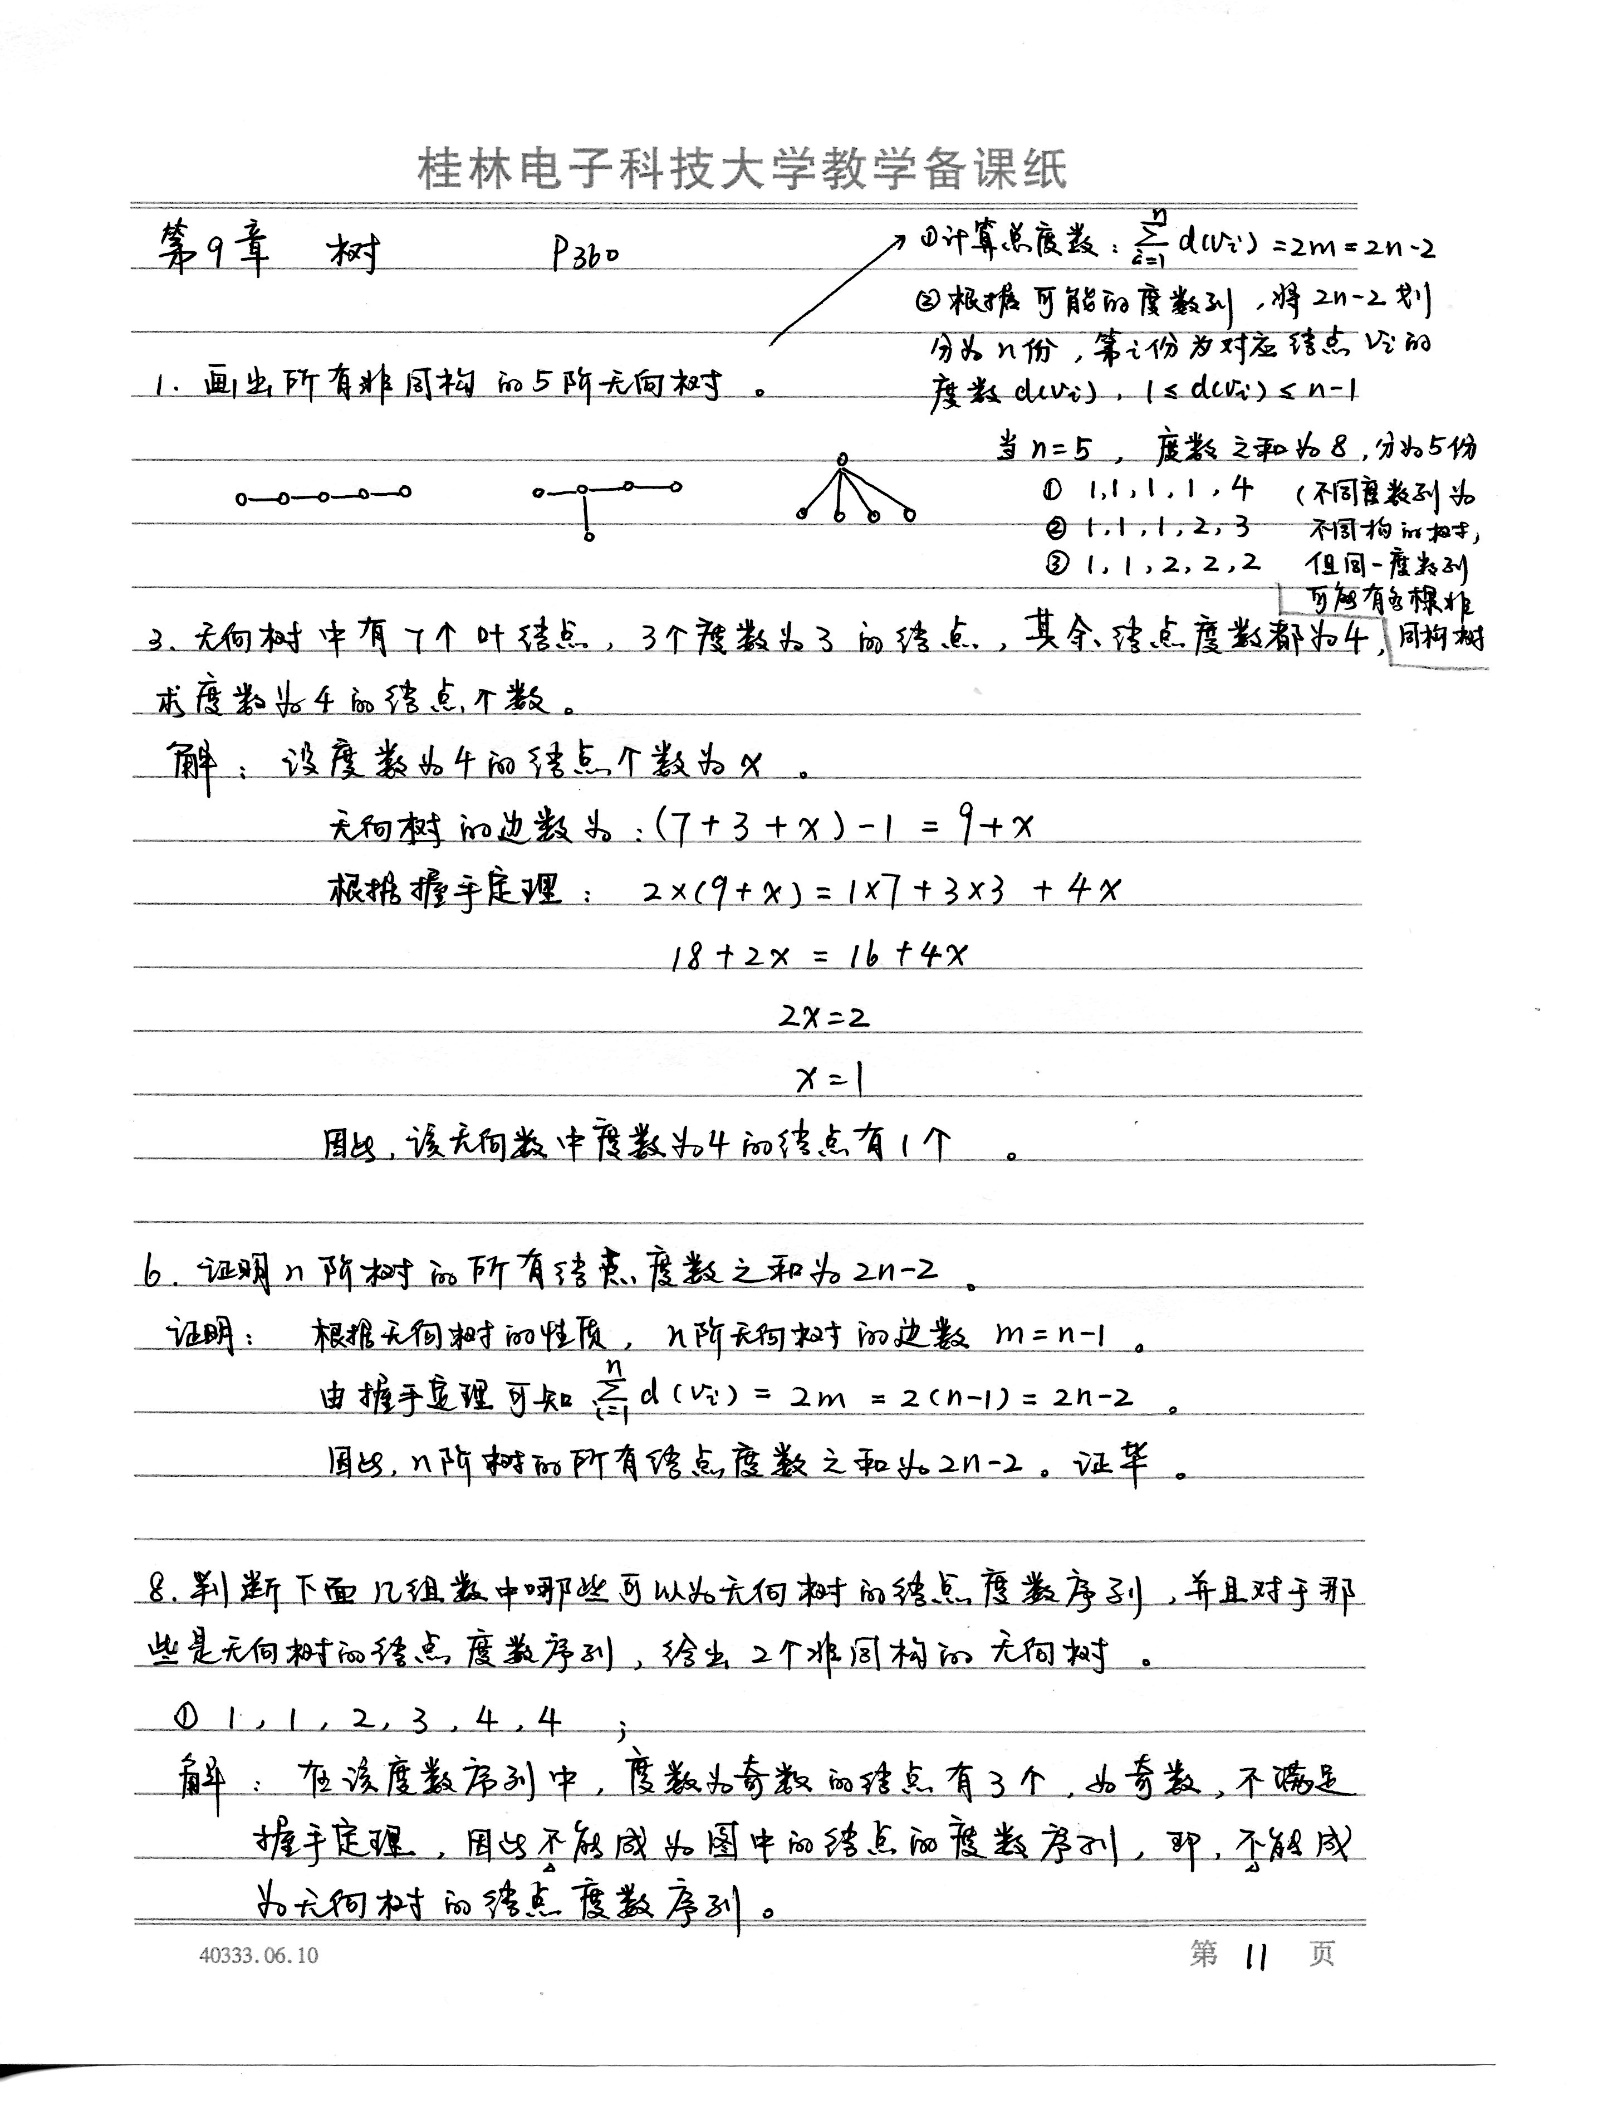 桂林电子科技大学教学备课纸
第9章 树 P360
①计算总度数：∑_{i=1}^{n} d(vi) = 2m = 2n-2
②根据可能的度数列，将 2n-2 划
分为 n 份，第 i 份为对应结点 vi 的
度数 d(vi)，1 ≤ d(vi) ≤ n-1
1. 画出所有非同构的5阶无向树。
当 n=5，度数之和为8，分为5份
① 1,1,1,1,4 （不同度数列为
② 1,1,1,2,3 不同构的树，
③ 1,1,2,2,2 但同一度数列
可能有多棵非
同构树
3. 无向树中有7个叶结点，3个度数为3的结点，其余结点度数都为4，
求度数为4的结点个数。
解：设度数为4的结点个数为x。
无向树的边数为：(7+3+x)-1 = 9+x
根据握手定理： 2×(9+x) = 1×7+3×3+4x
18+2x = 16+4x
2x=2
x=1
因此，该无向数中度数为4的结点有1个。
6. 证明n阶树的所有结点度数之和为2n-2。
证明： 根据无向树的性质，n阶无向树的边数 m=n-1。
由握手定理可知 ∑_{i=1}^{n} d(vi) = 2m = 2(n-1) = 2n-2。
因此，n阶树的所有结点度数之和为2n-2。证毕。
8. 判断下面几组数中哪些可以为无向树的结点度数序列，并且对于那
些是无向树的结点度数序列，给出2个非同构的无向树。
① 1，1，2，3，4，4；
解：在该度数序列中，度数为奇数的结点有3个，为奇数，不满足
握手定理，因此不能成为图中的结点的度数序列，即，不能成
为无向树的结点度数序列。
40333.06.10 第 11 页